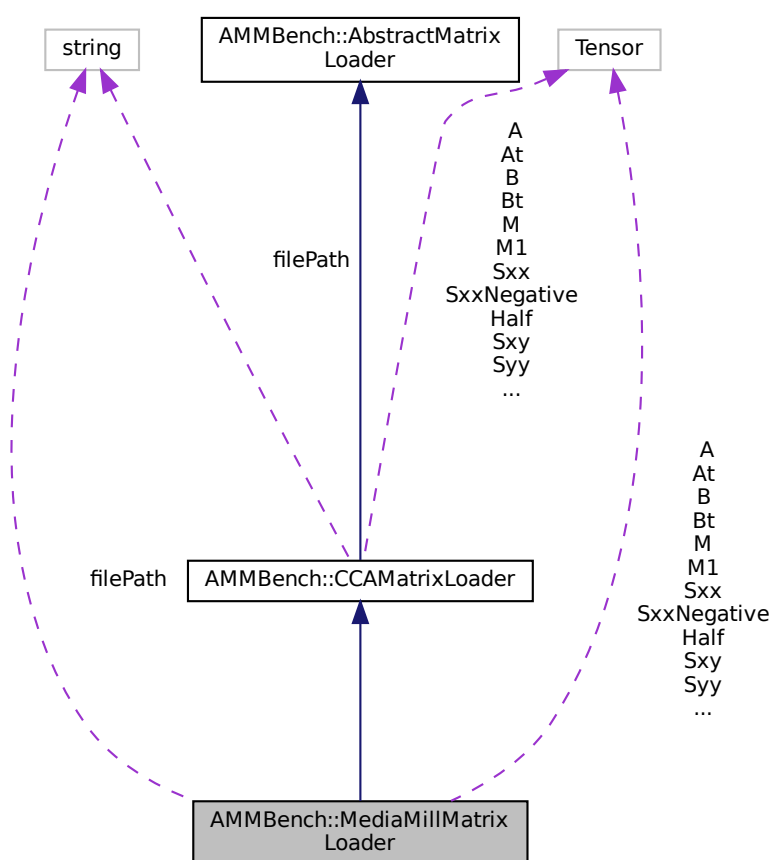 string
AMMBench::AbstractMatrix
Loader
Tensor
A
At
B
Bt
M
M1
Sxx
SxxNegative
Half
Sxy
Syy
...
filePath
A
At
B
Bt
M
M1
Sxx
SxxNegative
Half
Sxy
Syy
...
filePath
AMMBench::CCAMatrixLoader
AMMBench::MediaMillMatrix
Loader